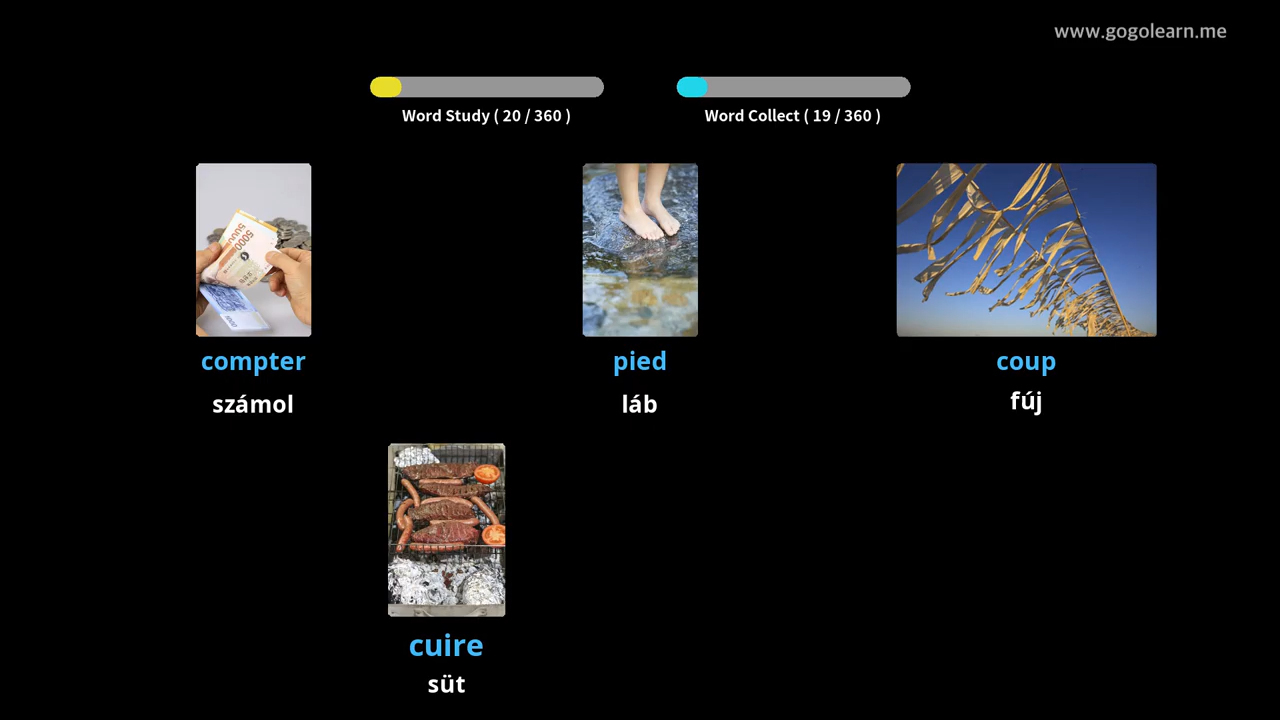 www.gogolearn.me
Word Study ( 20 / 360 )
Word Collect ( 19 / 360 )
compter
pied
coup
számol
láb
fúj
cuire
süt